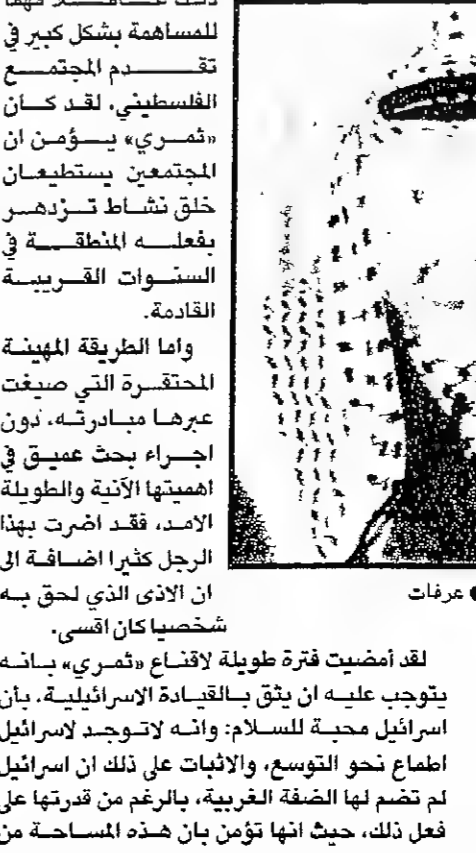 للمساهمة بشكل كبير في
تقدم المجتمع
الفلسطيني. لقد كان
«ثمري» يؤمن ان
المجتمعين يستطيعان
خلق نشاط تزدهر
بفعله المنطقة في
السنوات القريبة
القادمة.
واما الطريقة المهينة
المحتقرة التي صيغت
عبرها مبادرته، دون
اجراء بحث عميق في
اهميتها الآنية والطويلة
الامد، فقد اضرت بهذا
الرجل كثيرا اضافة الى
ان الاذى الذي لحق به
شخصيا كان اقسى.
● عرفات
لقد أمضيت فترة طويلة لاقناع «ثمري» بانه
يتوجب عليه ان يثق بالقيادة الاسرائيلية، بأن
اسرائيل محبة للسلام: وانه لاتوجد لاسرائيل
اطماع نحو التوسع، والاثبات على ذلك ان اسرائيل
لم تضم لها الضفة الغربية، بالرغم من قدرتها على
فعل ذلك، حيث انها تؤمن بان هذه المساحة من